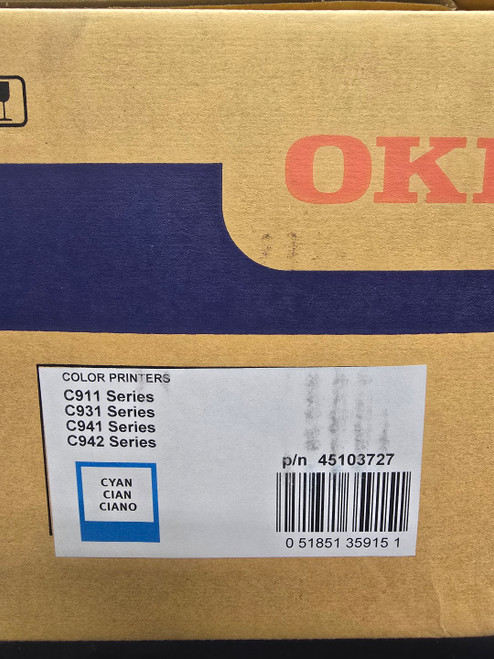 OKI
COLOR PRINTERS
C911 Series
C931 Series
C941 Series
C942 Series
CYAN
CIAN
CIANO
p/n 45103727
0 51851 35915 1